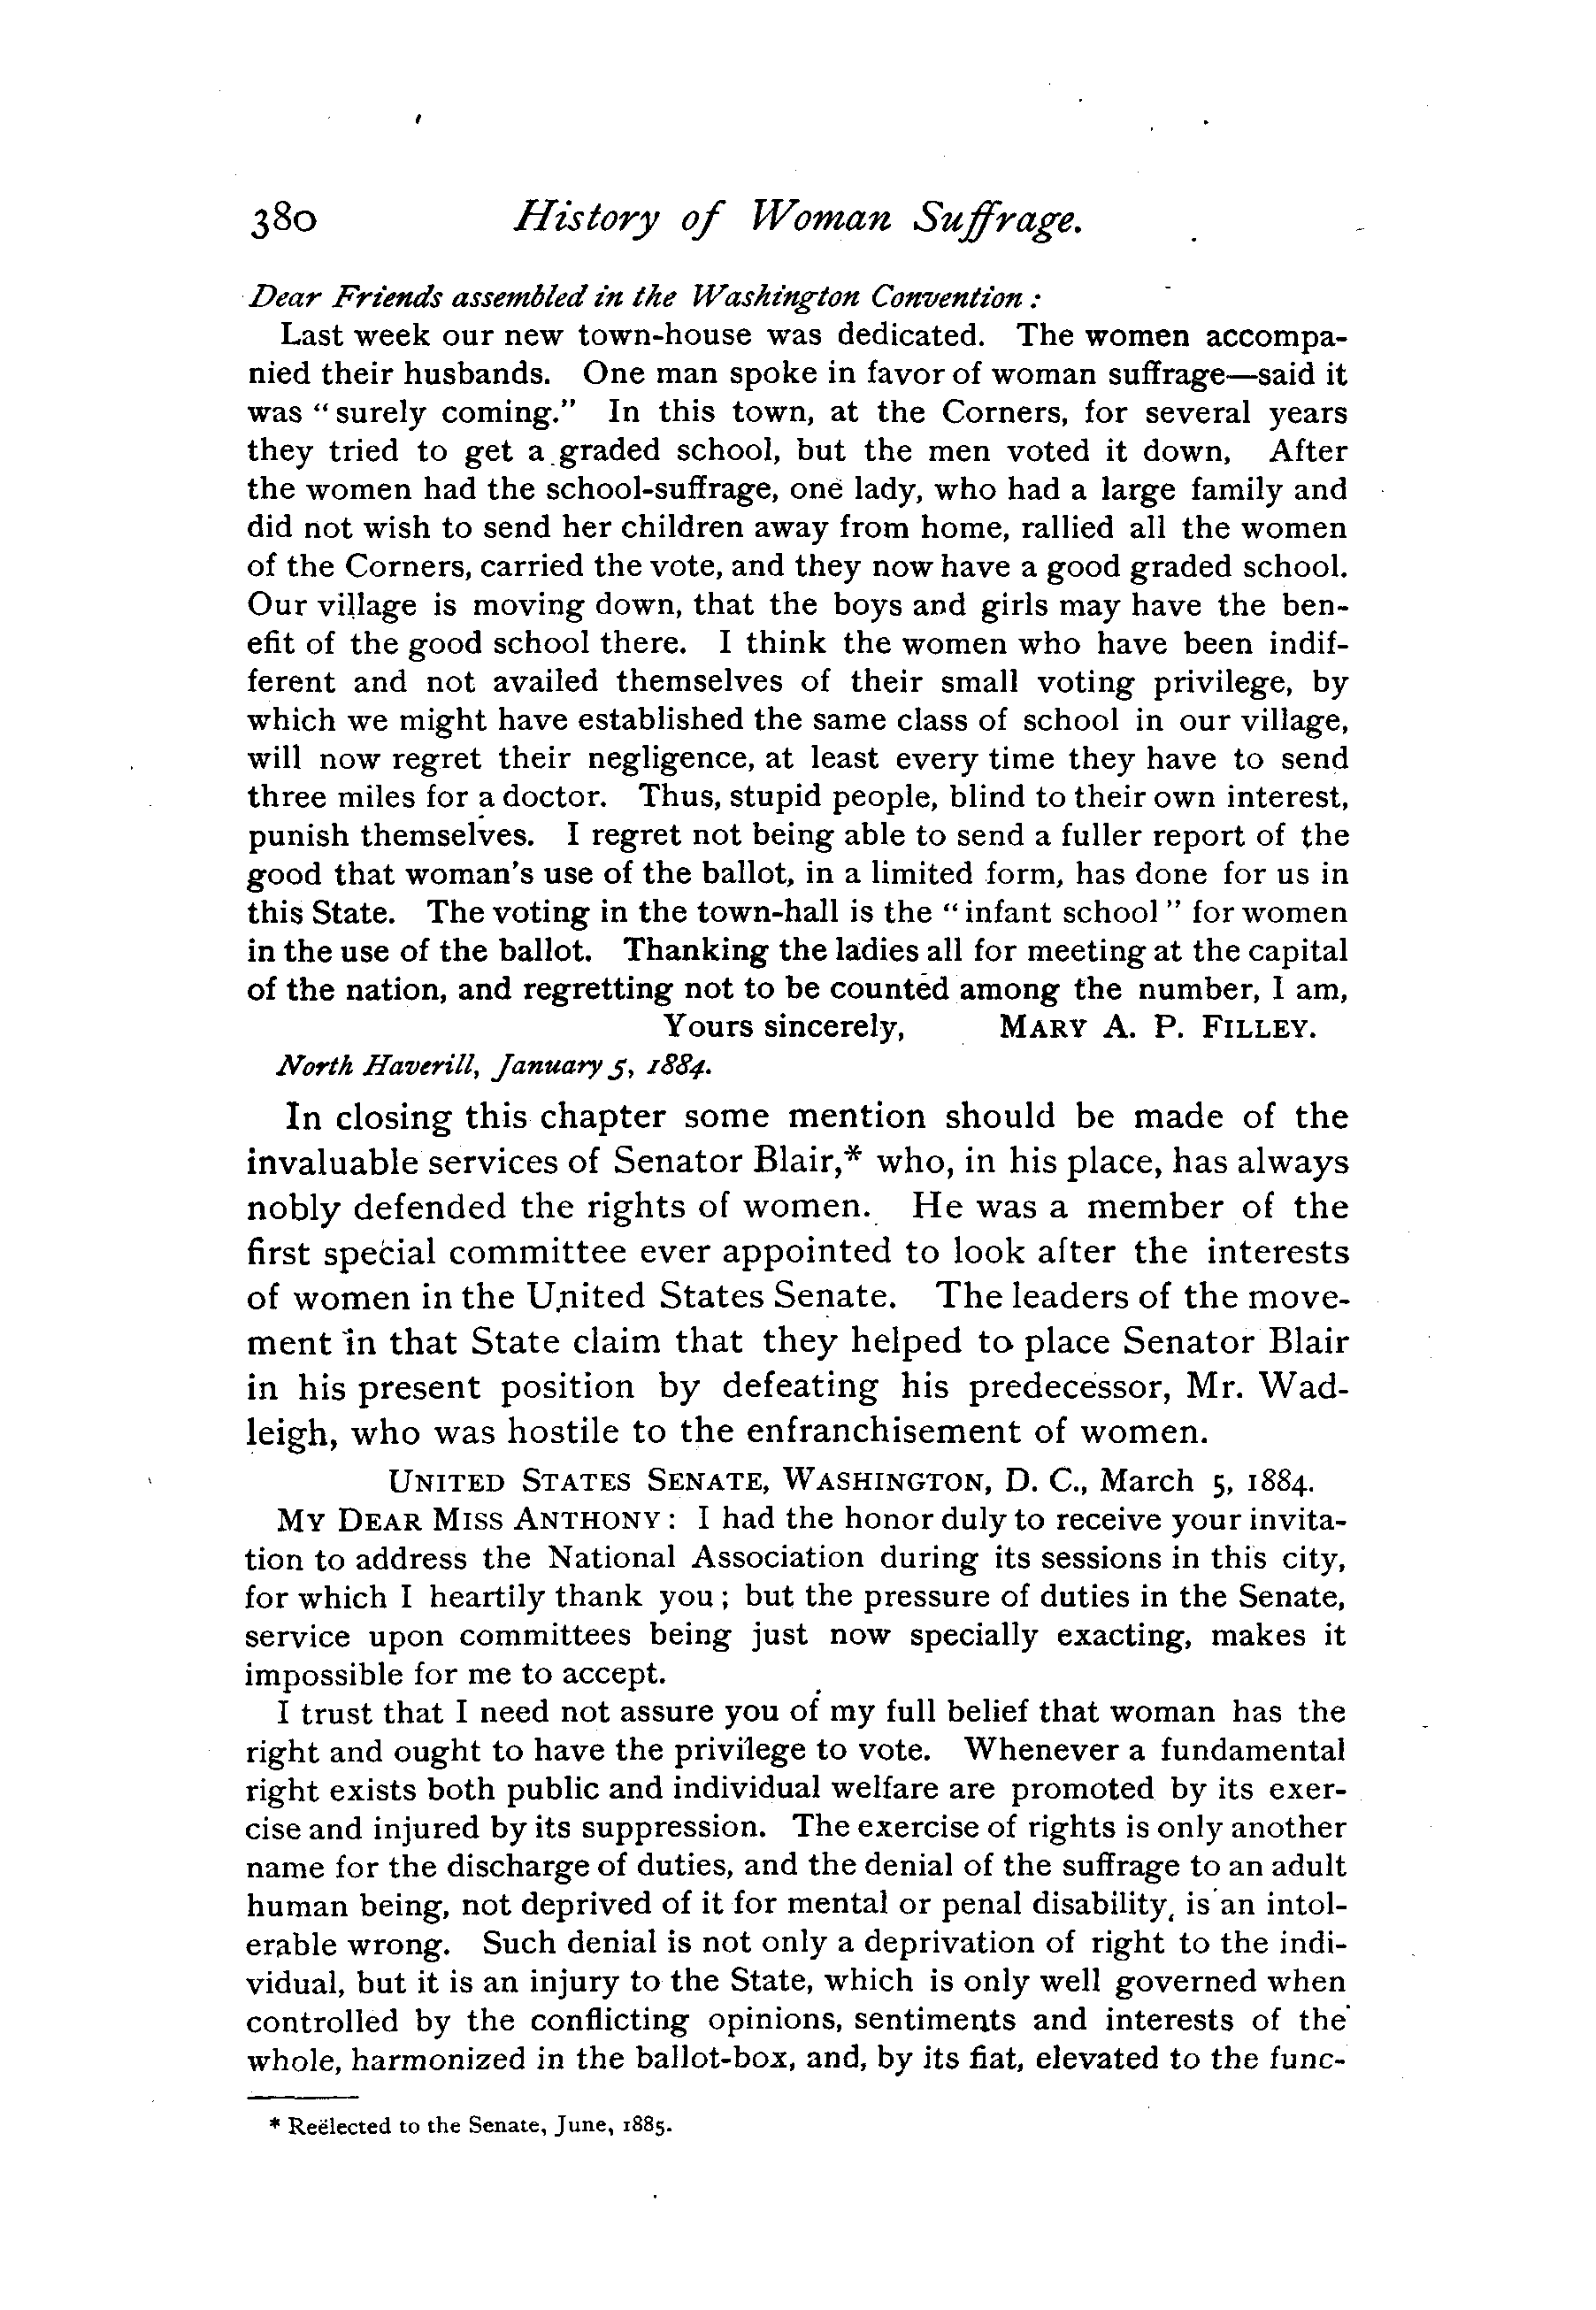 380 History of Woman Suffrage.
Dear Friends assembled in the Washington Convention :
Last week our new town-house was dedicated. The women accompa-
nied their husbands. One man spoke in favor of woman suffrage—said it
was “ surely coming.” In this town, at the Corners, for several years
they tried to get a graded school, but the men voted it down, After
the women had the school-suffrage, one lady, who had a large family and
did not wish to send her children away from home, rallied all the women
of the Corners, carried the vote, and they now have a good graded school.
Our village is moving down, that the boys and girls may have the ben-
efit of the good school there. I think the women who have been indif-
ferent and not availed themselves of their small voting privilege, by
which we might have established the same class of school in our village,
will now regret their negligence, at least every time they have to send
three miles for a doctor. Thus, stupid people, blind to their own interest,
punish themselves. I regret not being able to send a fuller report of the
good that woman's use of the ballot, in a limited form, has done for us in
this State. The voting in the town-hall is the “ infant school ” for women
in the use of the ballot. Thanking the ladies all for meeting at the capital
of the nation, and regretting not to be counted among the number, I am,
Yours sincerely, MARY A. P. FILLEY.
North Haverill, January 5, 1884.
In closing this chapter some mention should be made of the
invaluable services of Senator Blair,* who, in his place, has always
nobly defended the rights of women. He was a member of the
first special committee ever appointed to look after the interests
of women in the United States Senate. The leaders of the move-
ment in that State claim that they helped to place Senator Blair
in his present position by defeating his predecessor, Mr. Wad-
leigh, who was hostile to the enfranchisement of women.
UNITED STATES SENATE, WASHINGTON, D. C., March 5, 1884.
MY DEAR MISS ANTHONY : I had the honor duly to receive your invita-
tion to address the National Association during its sessions in this city,
for which I heartily thank you ; but the pressure of duties in the Senate,
service upon committees being just now specially exacting, makes it
impossible for me to accept.
I trust that I need not assure you of my full belief that woman has the
right and ought to have the privilege to vote. Whenever a fundamental
right exists both public and individual welfare are promoted by its exer-
cise and injured by its suppression. The exercise of rights is only another
name for the discharge of duties, and the denial of the suffrage to an adult
human being, not deprived of it for mental or penal disability, is an intol-
erable wrong. Such denial is not only a deprivation of right to the indi-
vidual, but it is an injury to the State, which is only well governed when
controlled by the conflicting opinions, sentiments and interests of the
whole, harmonized in the ballot-box, and, by its fiat, elevated to the func-
* Reëlected to the Senate, June, 1885.